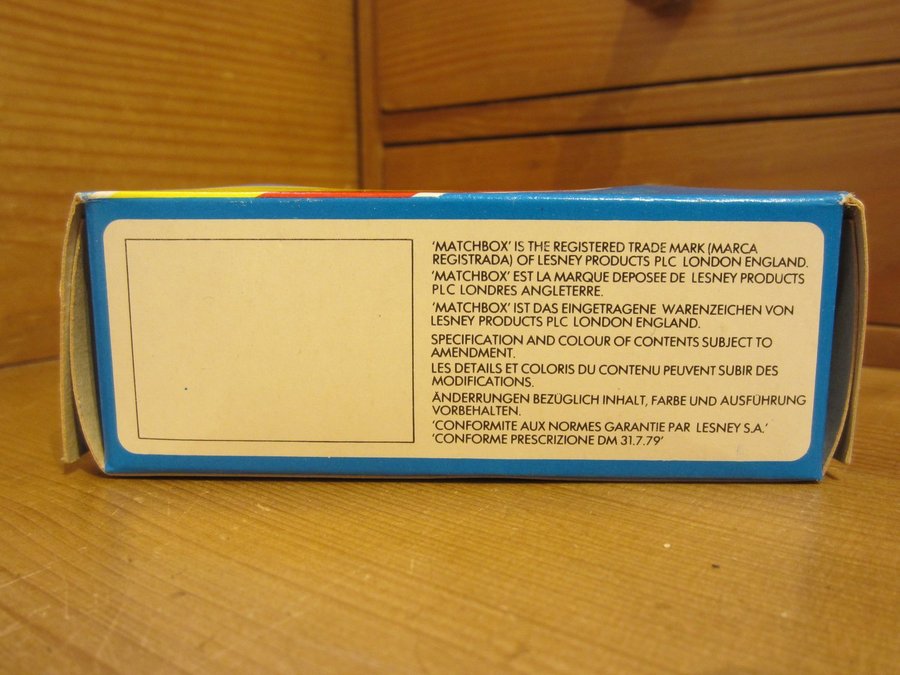 'MATCHBOX' IS THE REGISTERED TRADE MARK (MARCA
REGISTRADA) OF LESNEY PRODUCTS PLC LONDON ENGLAND.
'MATCHBOX' EST LA MARQUE DEPOSEE DE LESNEY PRODUCTS
PLC LONDRES ANGLETERRE.
'MATCHBOX' IST DAS EINGETRAGENE WARENZEICHEN VON
LESNEY PRODUCTS PLC LONDON ENGLAND.
SPECIFICATION AND COLOUR OF CONTENTS SUBJECT TO
AMENDMENT.
LES DETAILS ET COLORIS DU CONTENU PEUVENT SUBIR DES
MODIFICATIONS.
ÄNDERRUNGEN BEZÜGLICH INHALT, FARBE UND AUSFÜHRUNG
VORBEHALTEN.
'CONFORMITE AUX NORMES GARANTIE PAR LESNEY S.A.'
'CONFORME PRESCRIZIONE DM 31.7.79'